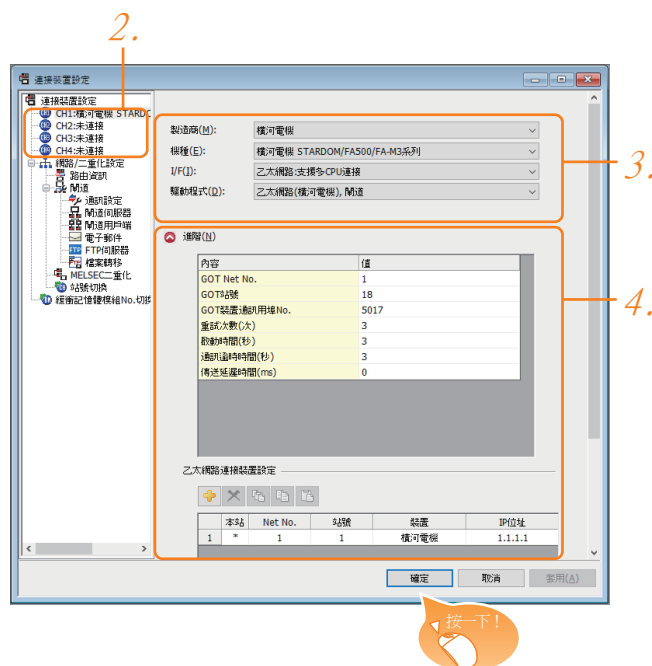 2.
連接裝置設定
連接裝置設定
CH1:橫河電機 STARDC
CH2:未連接
CH3:未連接
CH4:未連接
網路/二重化設定
路由資訊
閘道
通訊設定
閘道伺服器
閘道用戶端
電子郵件
FTP伺服器
檔案轉移
MELSEC二重化
站號切換
緩衝記憶體模組No.切換
製造商(M): 橫河電機
機種(E): 橫河電機 STARDOM/FA500/FA-M3系列
I/F(I): 乙太網路:支援多CPU連接
驅動程式(D): 乙太網路(橫河電機), 閘道
3.
進階(N)
內容 值
GOT Net No. 1
GOT站號 18
GOT裝置通訊用埠No. 5017
重試次數(次) 3
啟動時間(秒) 3
通訊逾時時間(秒) 3
傳送延遲時間(ms) 0
4.
乙太網路連接裝置設定
本站 Net No. 站號 裝置 IP位址
1 * 1 1 橫河電機 1.1.1.1
確定 取消 套用(A)
按一下!